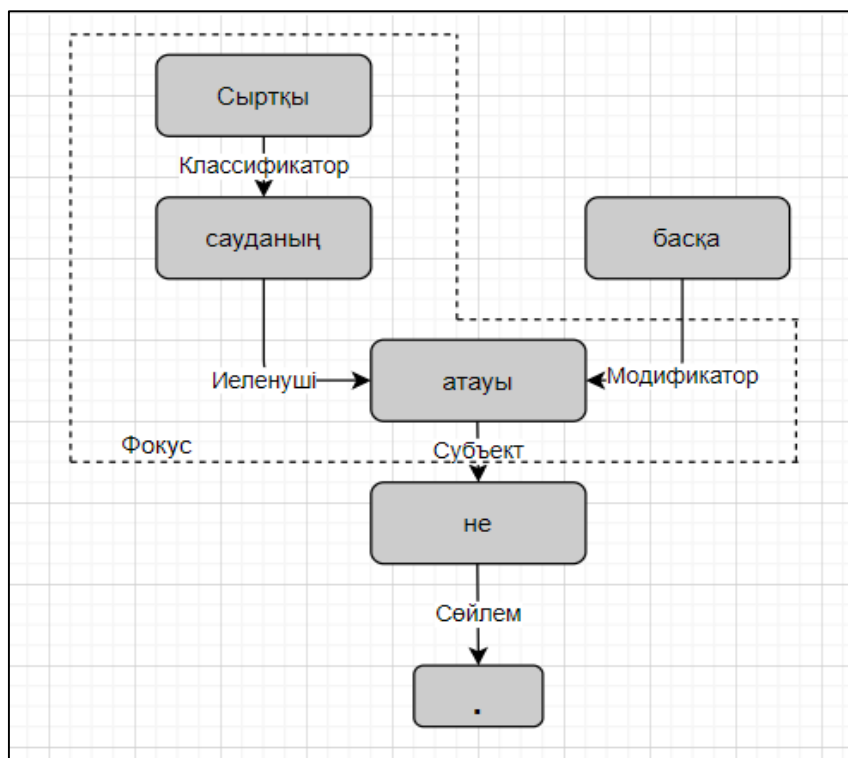 Сыртқы
Классификатор
сауданың
басқа
Иеленуші
атауы
Модификатор
Фокус
Субъект
не
Сөйлем
.